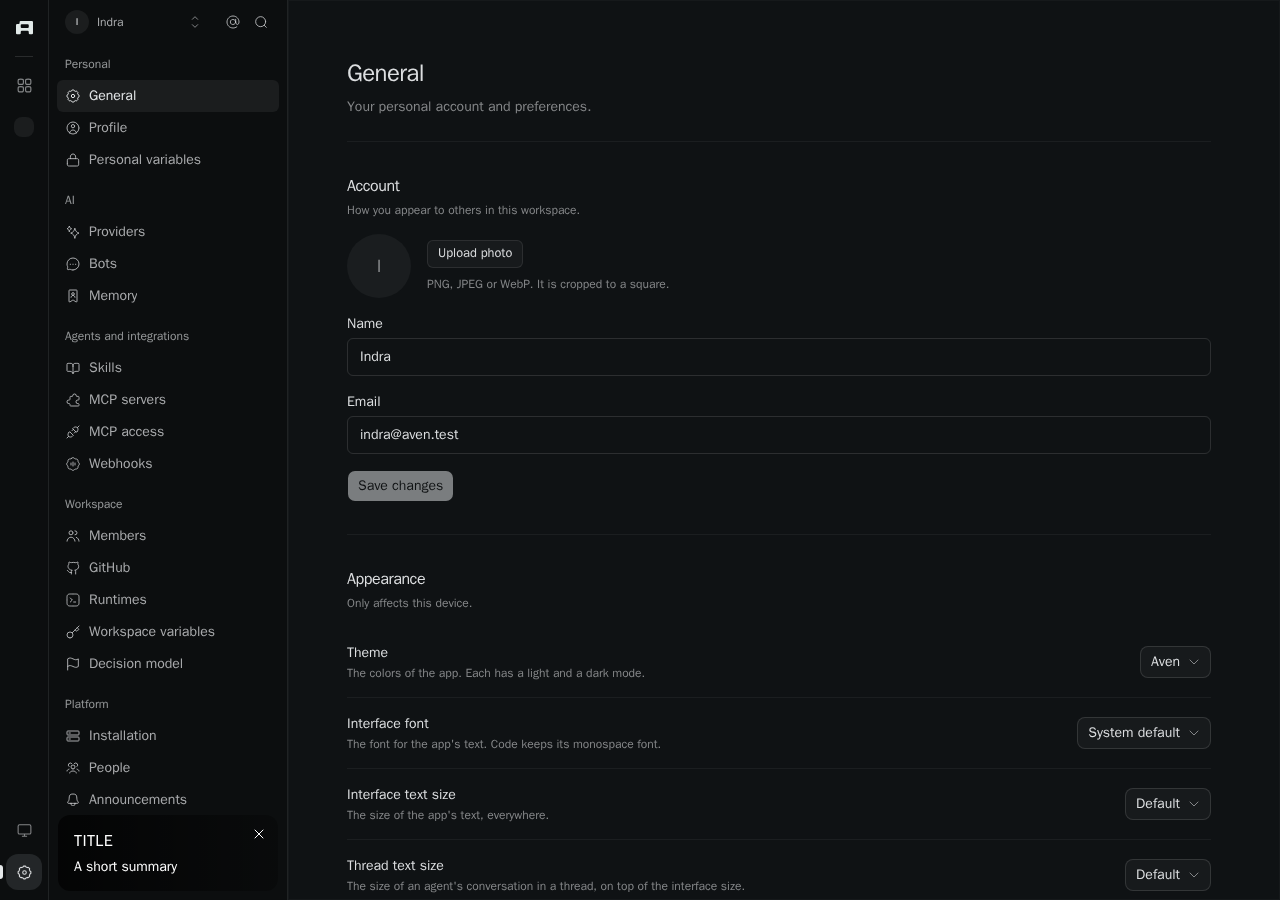 I
Indra
Personal
General
Profile
Personal variables
AI
Providers
Bots
Memory
Agents and integrations
Skills
MCP servers
MCP access
Webhooks
Workspace
Members
GitHub
Runtimes
Workspace variables
Decision model
Platform
Installation
People
Announcements
TITLE
A short summary
General
Your personal account and preferences.
Account
How you appear to others in this workspace.
I
Upload photo
PNG, JPEG or WebP. It is cropped to a square.
Name
Indra
Email
indra@aven.test
Save changes
Appearance
Only affects this device.
Theme
The colors of the app. Each has a light and a dark mode.
Aven
Interface font
The font for the app's text. Code keeps its monospace font.
System default
Interface text size
The size of the app's text, everywhere.
Default
Thread text size
The size of an agent's conversation in a thread, on top of the interface size.
Default